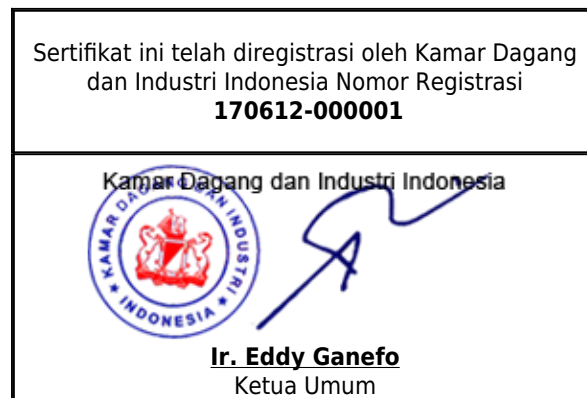 Sertifikat ini telah diregistrasi oleh Kamar Dagang
dan Industri Indonesia Nomor Registrasi
170612-000001
Kamar Dagang dan Industri Indonesia
KAMAR DAGANG DAN INDUSTRI
INDONESIA
Ir. Eddy Ganefo
Ketua Umum